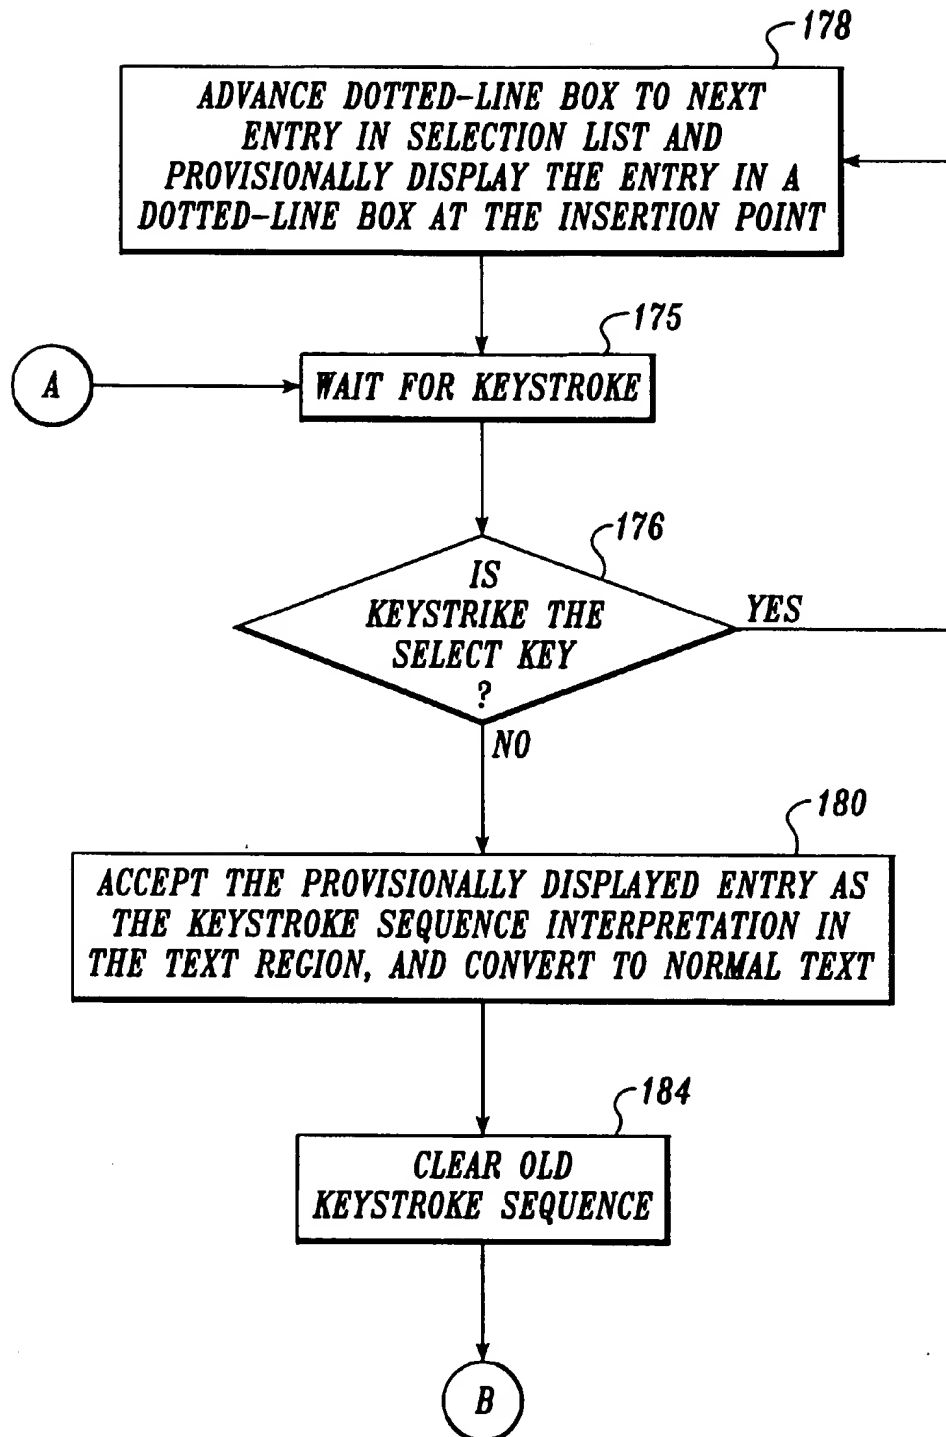 178
ADVANCE DOTTED-LINE BOX TO NEXT
ENTRY IN SELECTION LIST AND
PROVISIONALLY DISPLAY THE ENTRY IN A
DOTTED-LINE BOX AT THE INSERTION POINT
175
A
WAIT FOR KEYSTROKE
176
IS
KEYSTRIKE THE
SELECT KEY
?
YES
NO
180
ACCEPT THE PROVISIONALLY DISPLAYED ENTRY AS
THE KEYSTROKE SEQUENCE INTERPRETATION IN
THE TEXT REGION, AND CONVERT TO NORMAL TEXT
184
CLEAR OLD
KEYSTROKE SEQUENCE
B